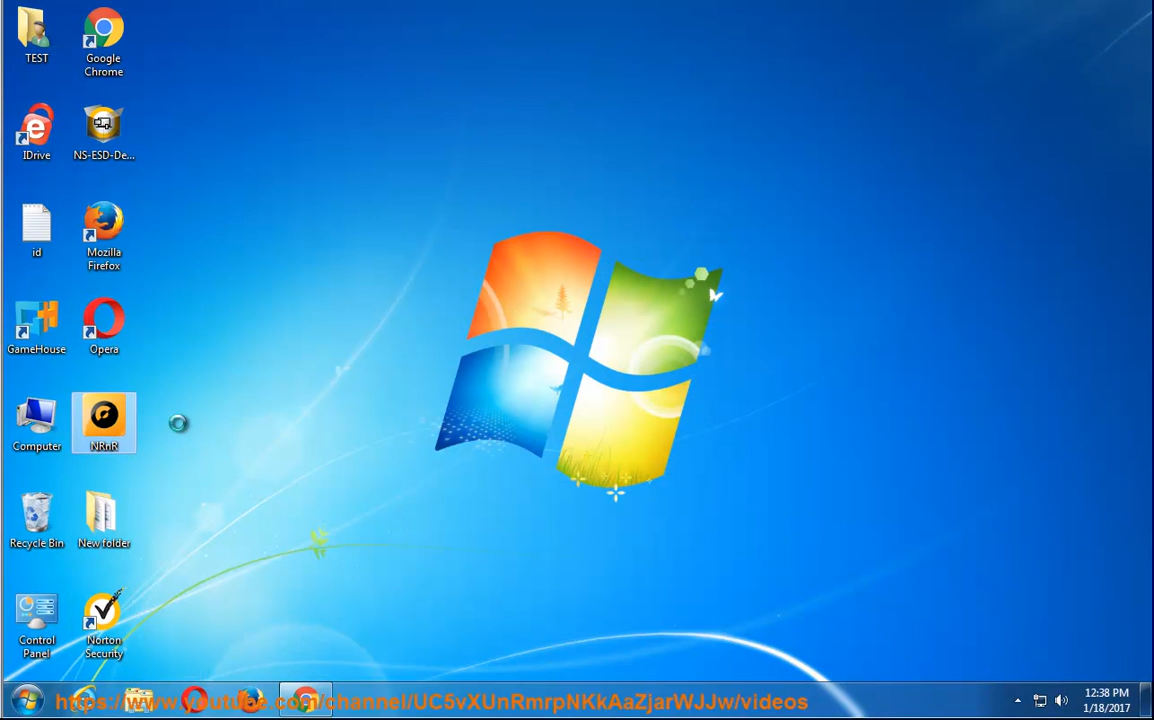 TEST
Google
Chrome
IDrive
NS-ESD-De...
id
Mozilla
Firefox
GameHouse
Opera
Computer
NRnR
Recycle Bin
New folder
Control
Panel
Norton
Security
https://www.youtube.com/channel/UC5vXUnRmrpNKkAaZjarWJJw/videos
12:38 PM
1/18/2017